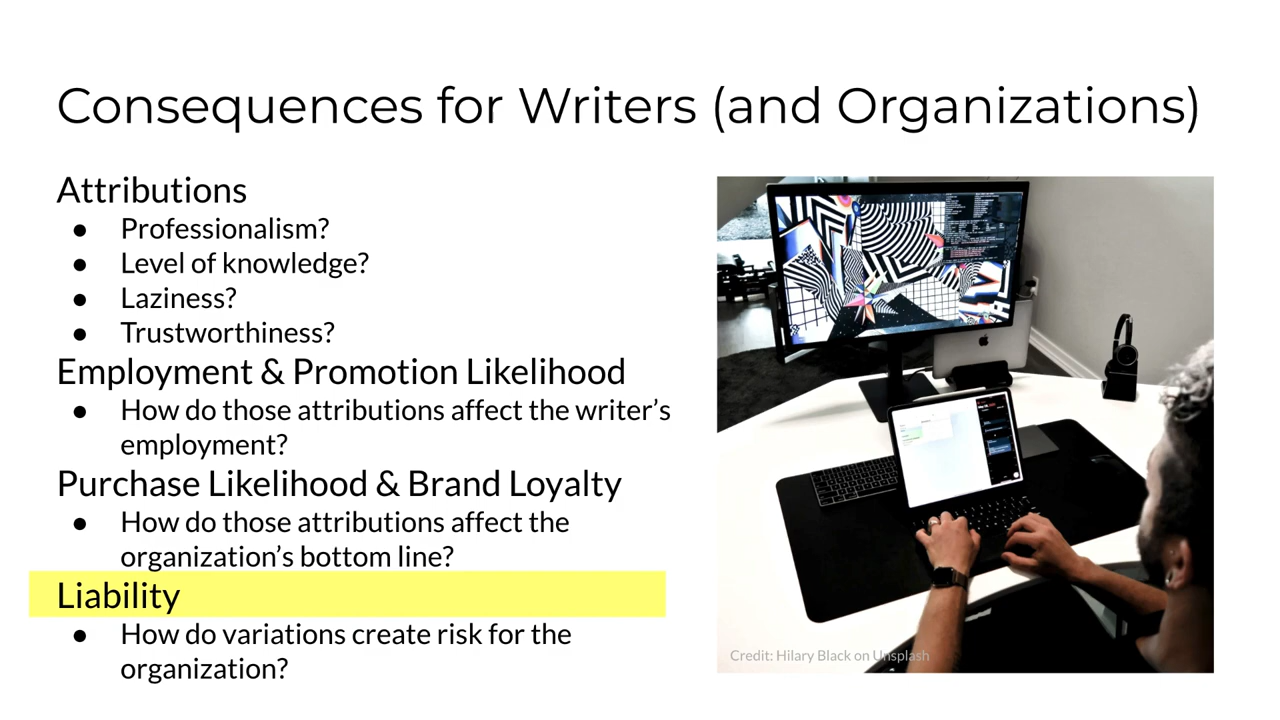 Consequences for Writers (and Organizations)
Attributions
● Professionalism?
● Level of knowledge?
● Laziness?
● Trustworthiness?
Employment & Promotion Likelihood
● How do those attributions affect the writer’s
employment?
Purchase Likelihood & Brand Loyalty
● How do those attributions affect the
organization’s bottom line?
Liability
● How do variations create risk for the
organization?
Credit: Hilary Black on Unsplash